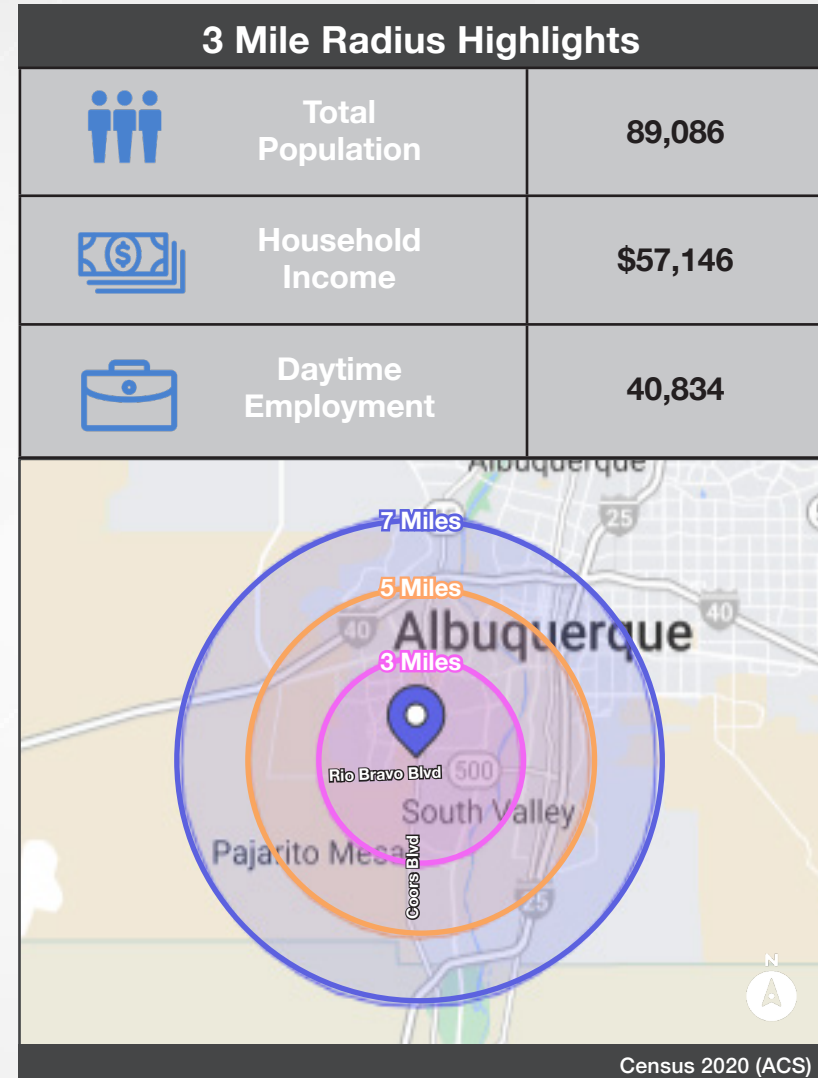 3 Mile Radius Highlights
Total
Population
89,086
Household
Income
$57,146
Daytime
Employment
40,834
Albuquerque
25
7 Miles
5 Miles
40
40
Albuquerque
3 Miles
Rio Bravo Blvd
500
South Valley
Pajarito Mesa
Coors Blvd
25
N
Census 2020 (ACS)